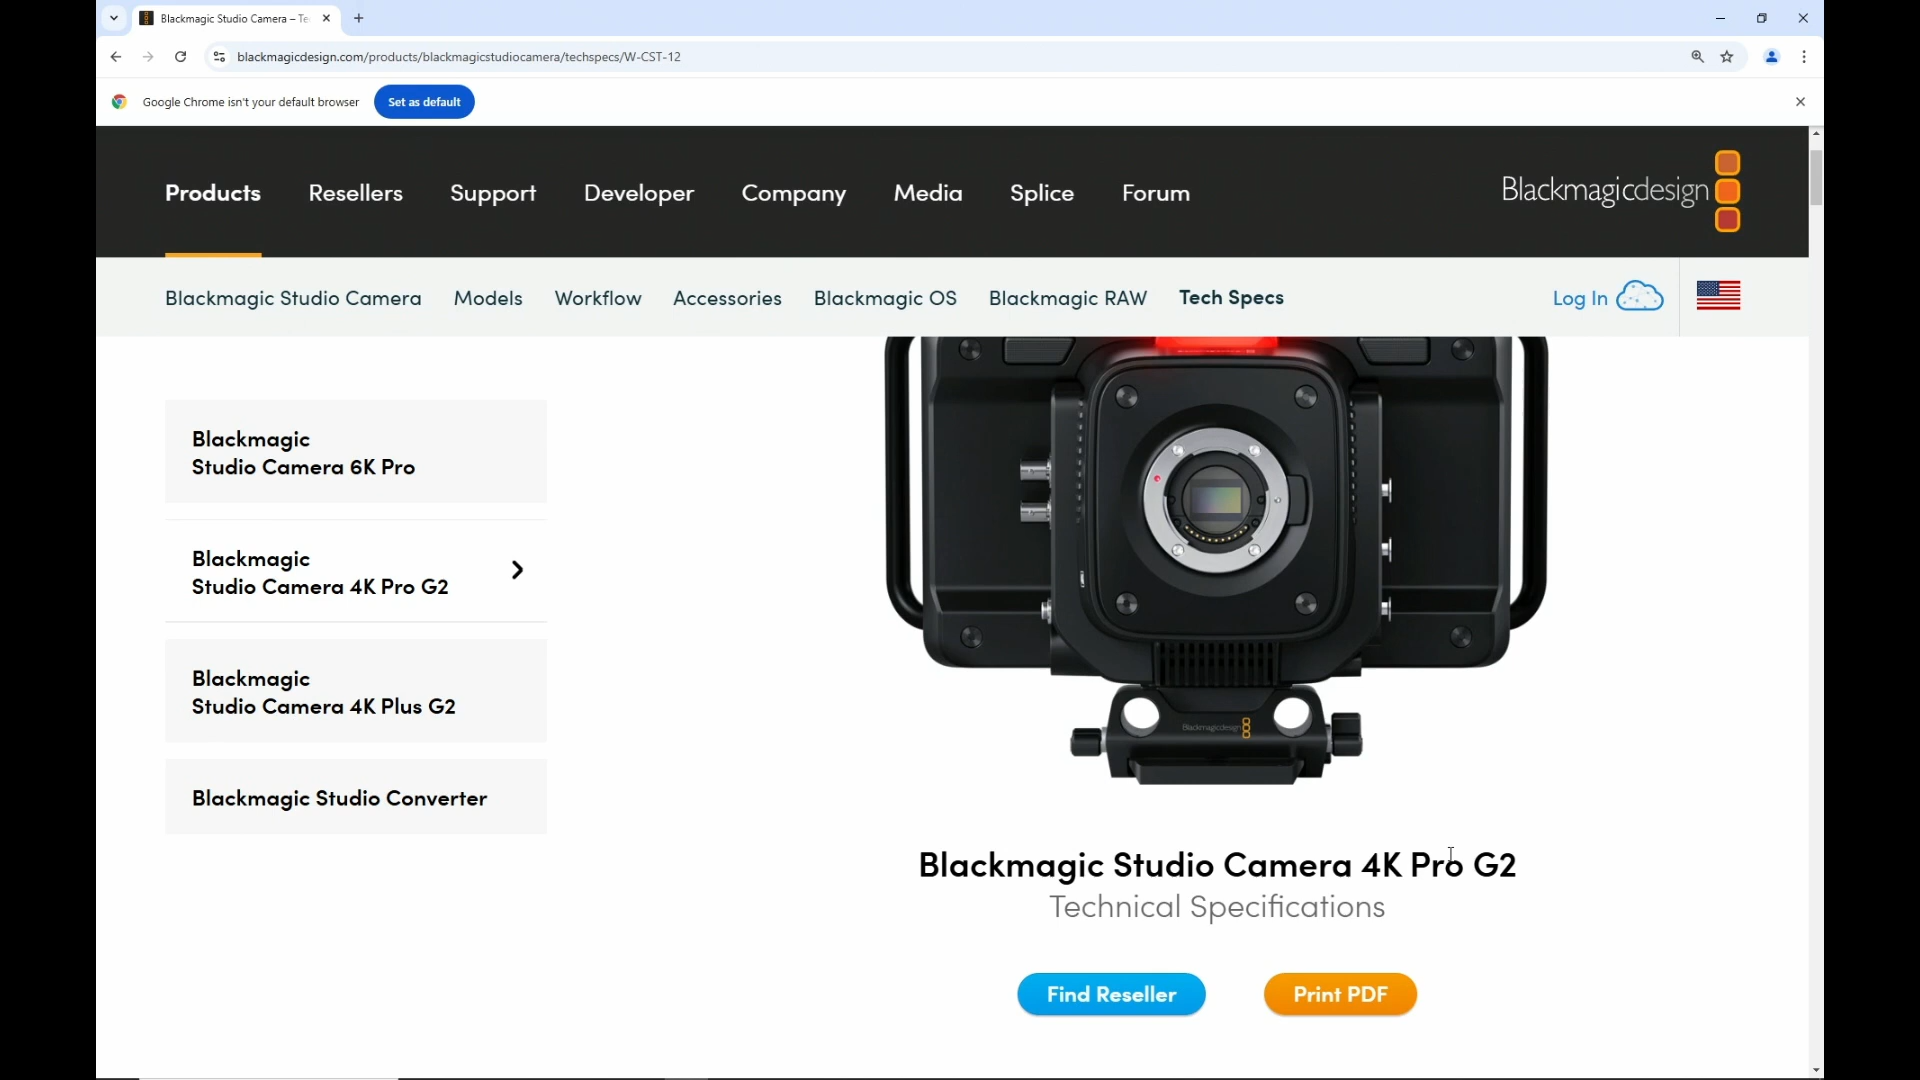 Blackmagic Studio Camera – Te
blackmagicdesign.com/products/blackmagicstudiocamera/techspecs/W-CST-12
Google Chrome isn't your default browser
Set as default
Products
Resellers
Support
Developer
Company
Media
Splice
Forum
Blackmagicdesign
Blackmagic Studio Camera
Models
Workflow
Accessories
Blackmagic OS
Blackmagic RAW
Tech Specs
Log In
Blackmagic
Studio Camera 6K Pro
Blackmagic
Studio Camera 4K Pro G2
Blackmagic
Studio Camera 4K Plus G2
Blackmagic Studio Converter
Blackmagicdesign
Blackmagic Studio Camera 4K Pro G2
Technical Specifications
Find Reseller
Print PDF